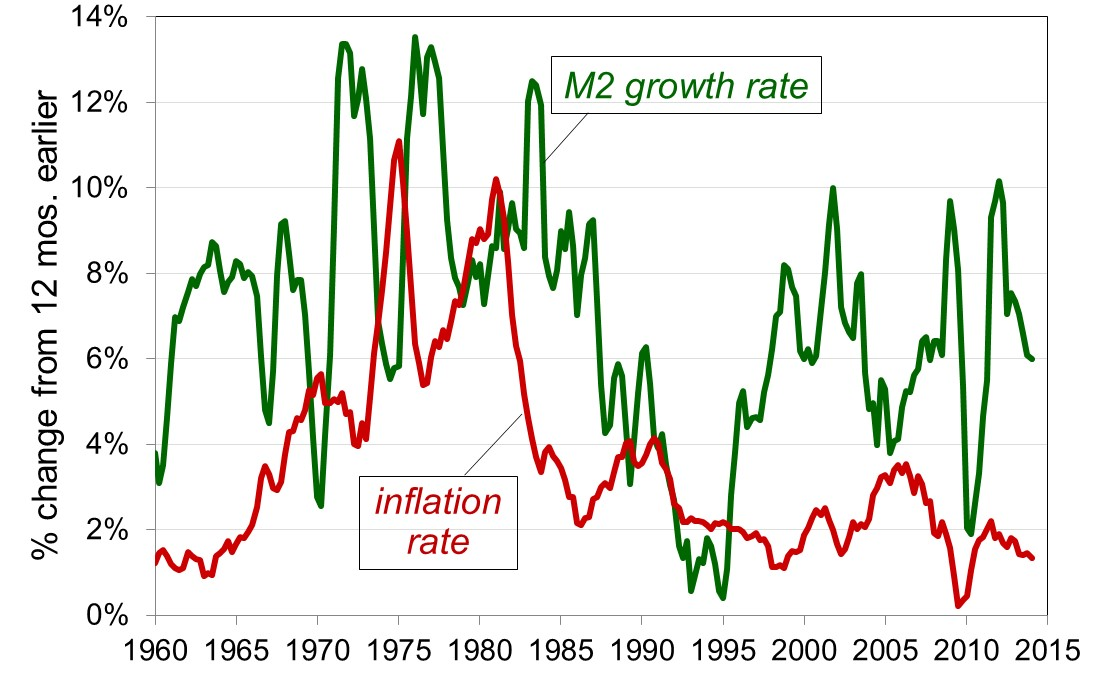 % change from 12 mos. earlier
14%
12%
10%
8%
6%
4%
2%
0%
M2 growth rate
inflation
rate
1960 1965 1970 1975 1980 1985 1990 1995 2000 2005 2010 2015